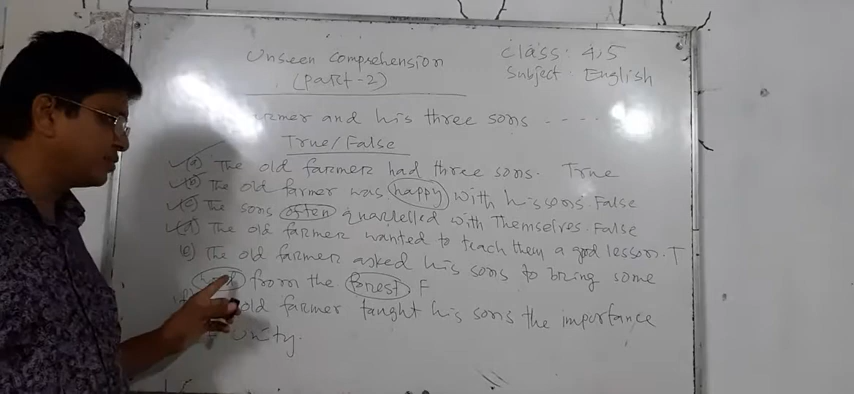 Unseen Comprehension
(part-2)
Class: 4,5
Subject: English
farmer and his three sons ....
True/False
(a) The old farmer had three sons. True
(b) The old farmer was happy with his sons. False
(c) The sons often quarrelled with Themselves. False
(d) The old farmer wanted to teach them a good lesson. T
(e) The old farmer asked his sons to bring some
from the forest F
old farmer taught his sons the importance
unity.